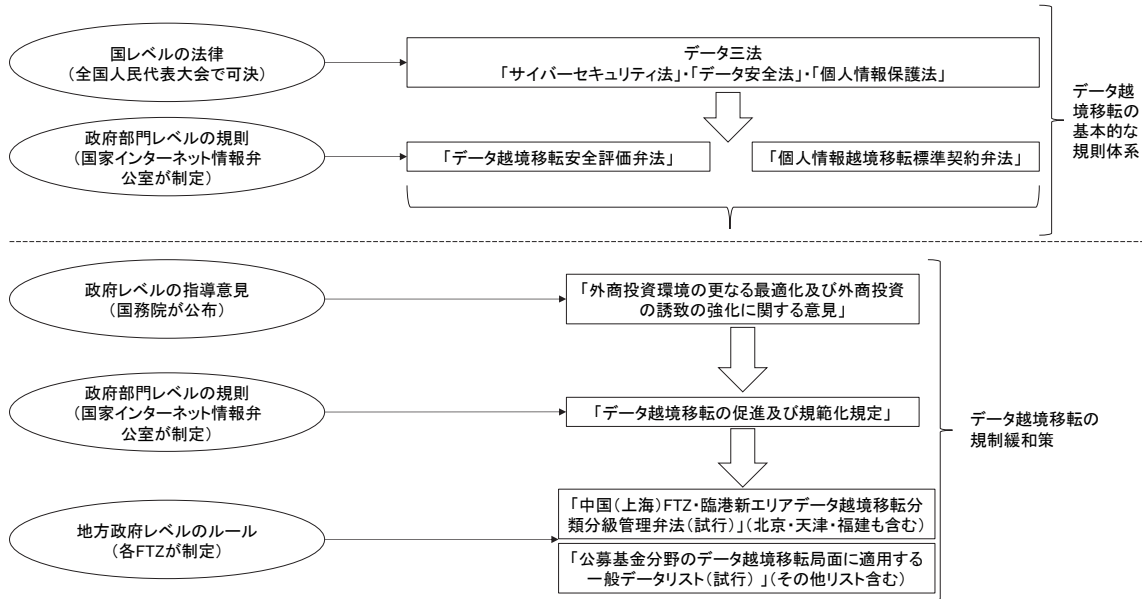 国レベルの法律
（全国人民代表大会で可決）
データ三法
「サイバーセキュリティ法」・「データ安全法」・「個人情報保護法」
データ越
境移転の
基本的な
規則体系
政府部門レベルの規則
（国家インターネット情報弁
公室が制定）
「データ越境移転安全評価弁法」
「個人情報越境移転標準契約弁法」
政府レベルの指導意見
（国務院が公布）
「外商投資環境の更なる最適化及び外商投資
の誘致の強化に関する意見」
政府部門レベルの規則
（国家インターネット情報弁
公室が制定）
「データ越境移転の促進及び規範化規定」
データ越境移転の
規制緩和策
地方政府レベルのルール
（各FTZが制定）
「中国（上海）FTZ・臨港新エリアデータ越境移転分
類分級管理弁法（試行）」（北京・天津・福建も含む）
「公募基金分野のデータ越境移転局面に適用する
一般データリスト（試行）」（その他リスト含む）